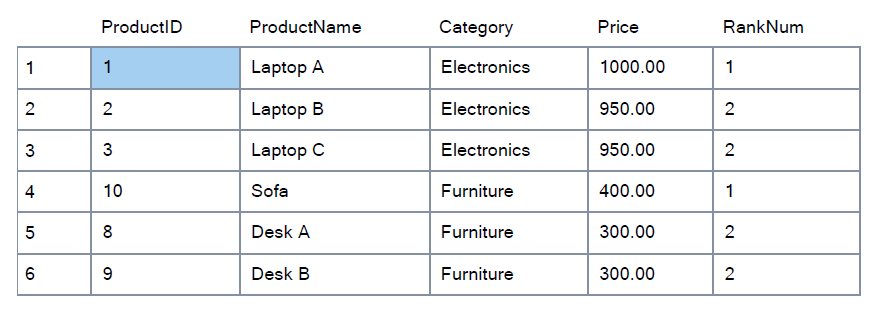 ProductID ProductName Category Price RankNum
1 1 Laptop A Electronics 1000.00 1
2 2 Laptop B Electronics 950.00 2
3 3 Laptop C Electronics 950.00 2
4 10 Sofa Furniture 400.00 1
5 8 Desk A Furniture 300.00 2
6 9 Desk B Furniture 300.00 2